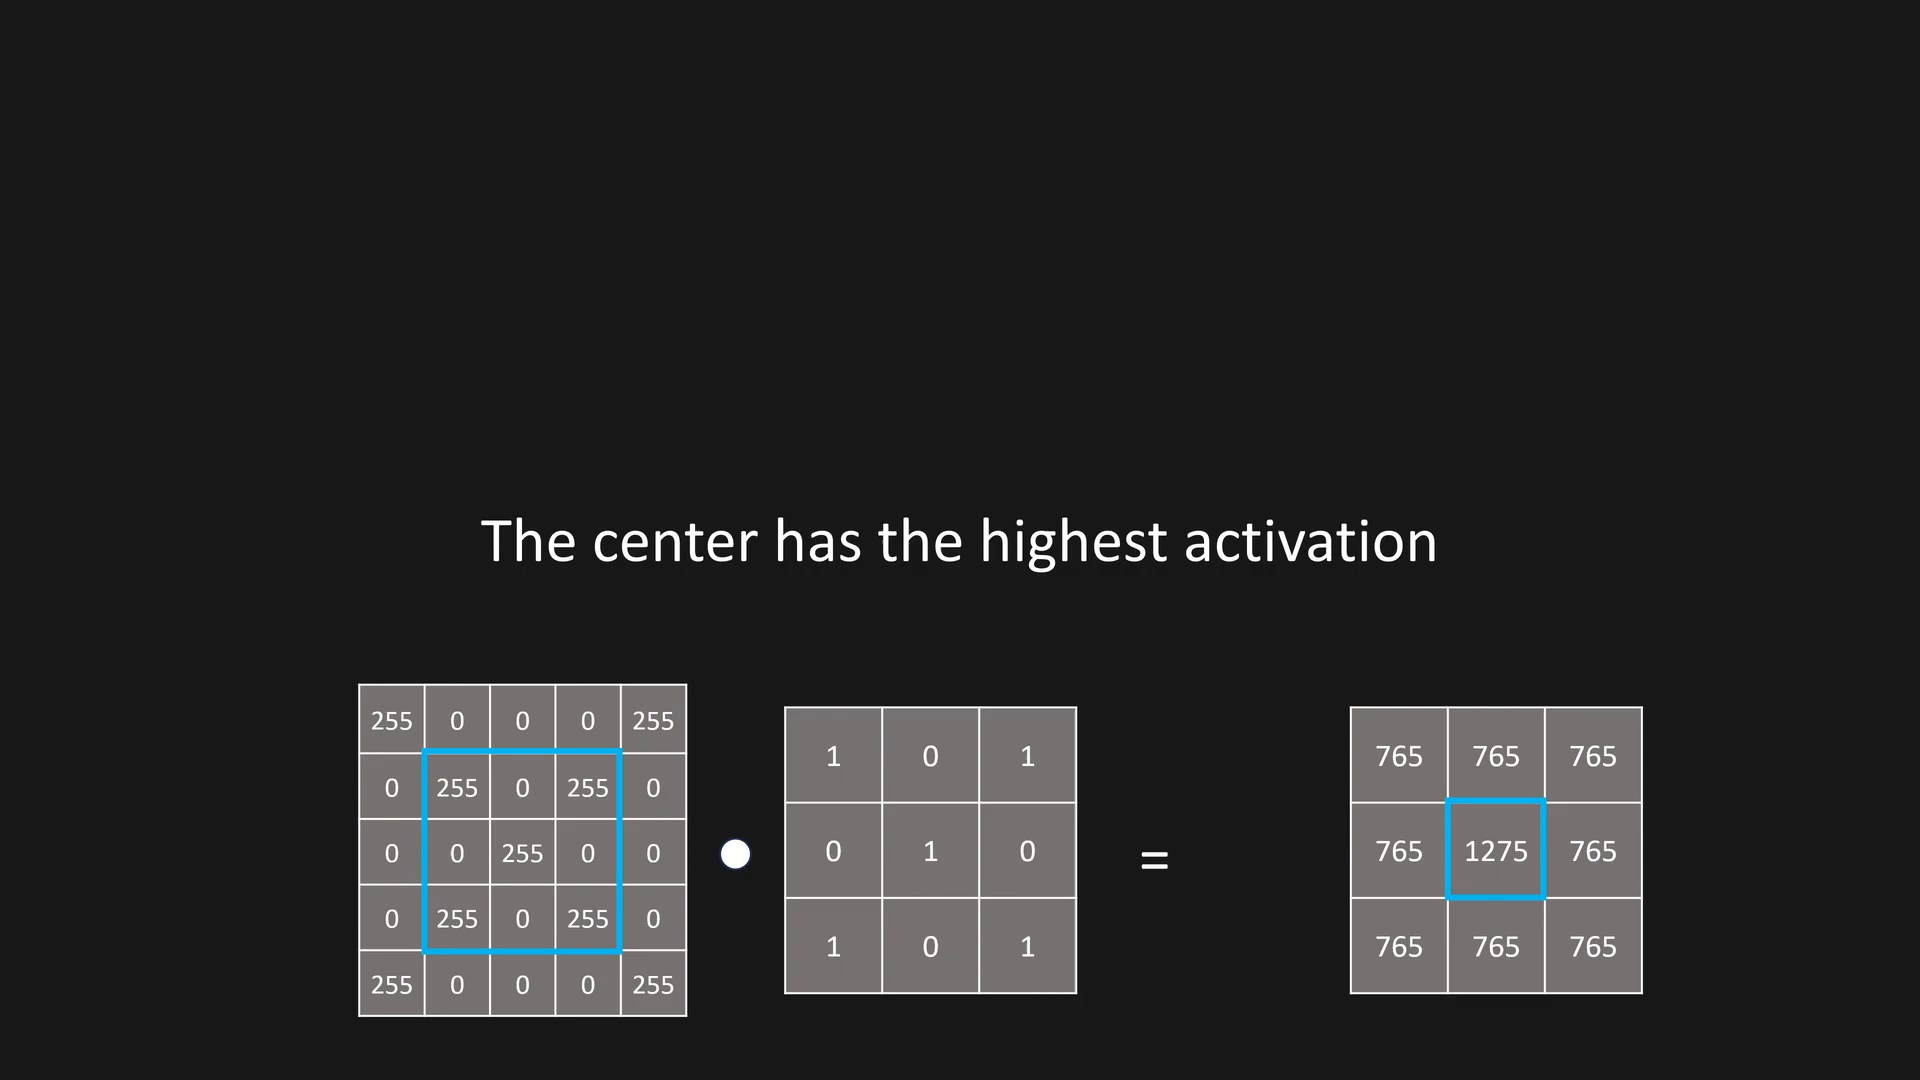 The center has the highest activation
255 0 0 0 255
0 255 0 255 0
0 0 255 0 0
0 255 0 255 0
255 0 0 0 255
1 0 1
0 1 0
1 0 1
=
765 765 765
765 1275 765
765 765 765